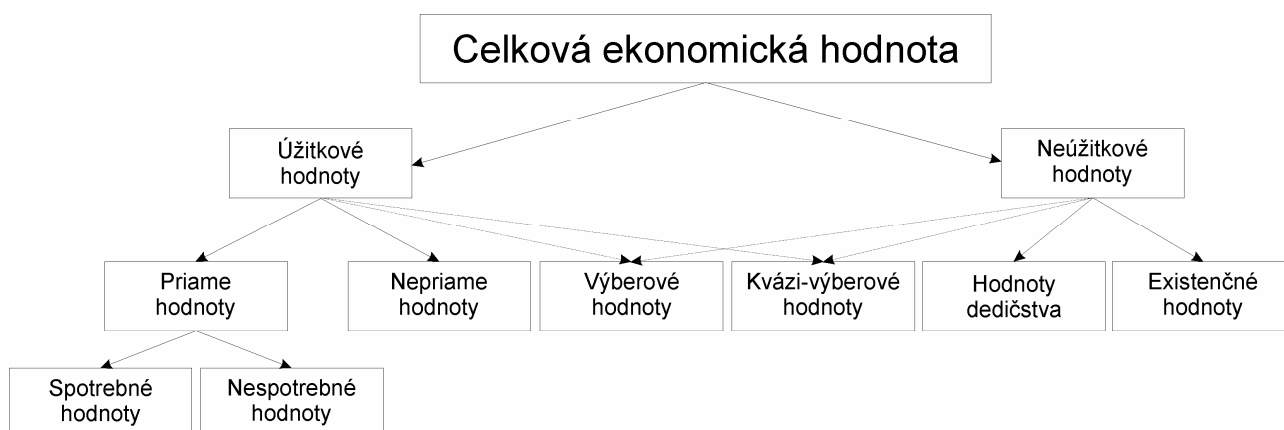 Celková ekonomická hodnota
Úžitkové
hodnoty
Neúžitkové
hodnoty
Priame
hodnoty
Nepriame
hodnoty
Výberové
hodnoty
Kvázi-výberové
hodnoty
Hodnoty
dedičstva
Existenčné
hodnoty
Spotrebné
hodnoty
Nespotrebné
hodnoty